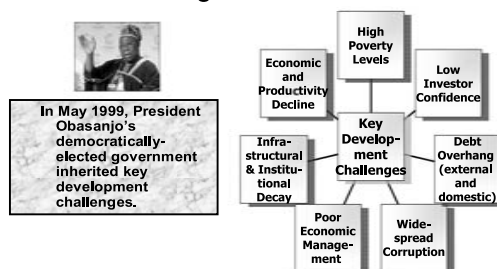 In May 1999, President
Obasanjo's
democratically-
elected government
inherited key
development
challenges.
High
Poverty
Levels
Economic
and
Productivity
Decline
Low
Investor
Confidence
Key
Develop-
ment
Challenges
Infra-
structural
& Institu-
tional
Decay
Debt
Overhang
(external
and
domestic)
Poor
Economic
Manage-
ment
Wide-
spread
Corruption